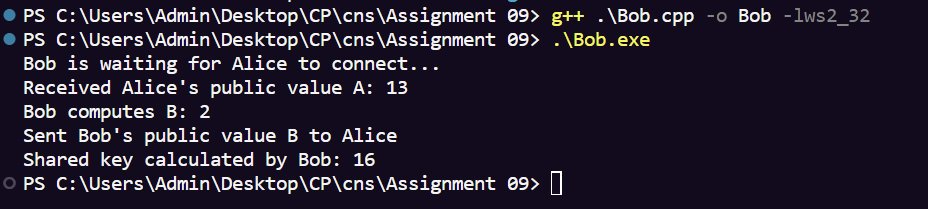 PS C:\Users\Admin\Desktop\CP\cns\Assignment 09> g++ .\Bob.cpp -o Bob -lws2_32
PS C:\Users\Admin\Desktop\CP\cns\Assignment 09> .\Bob.exe
Bob is waiting for Alice to connect...
Received Alice's public value A: 13
Bob computes B: 2
Sent Bob's public value B to Alice
Shared key calculated by Bob: 16
PS C:\Users\Admin\Desktop\CP\cns\Assignment 09>